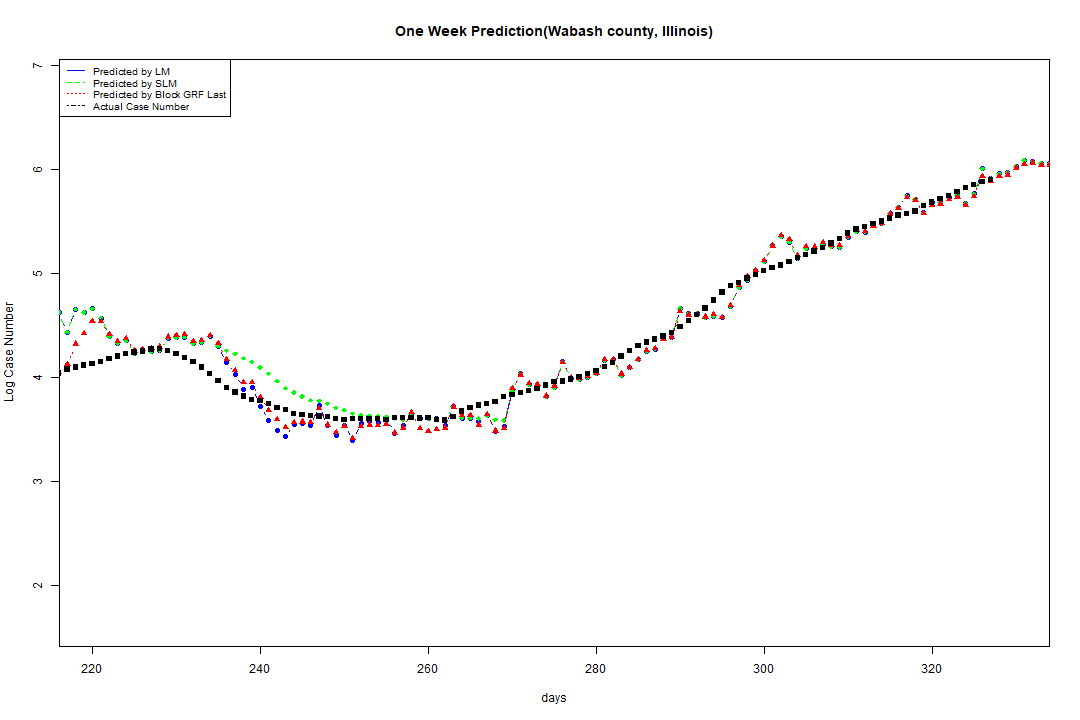 One Week Prediction(Wabash county, Illinois)
Predicted by LM
Predicted by SLM
Predicted by Block GRF Last
Actual Case Number
7
6
5
4
3
2
Log Case Number
220 240 260 280 300 320
days